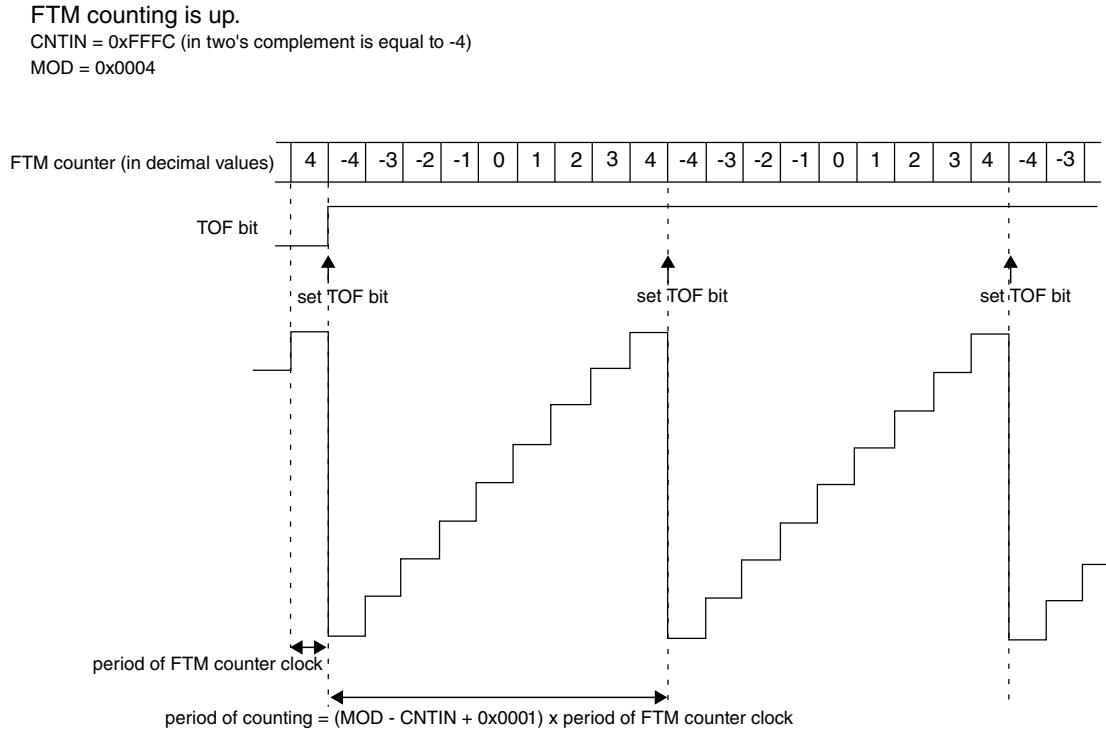 FTM counting is up.
CNTIN = 0xFFFC (in two's complement is equal to -4)
MOD = 0x0004
FTM counter (in decimal values) 4 -4 -3 -2 -1 0 1 2 3 4 -4 -3 -2 -1 0 1 2 3 4 -4 -3
TOF bit
set TOF bit set TOF bit set TOF bit
period of FTM counter clock
period of counting = (MOD - CNTIN + 0x0001) x period of FTM counter clock